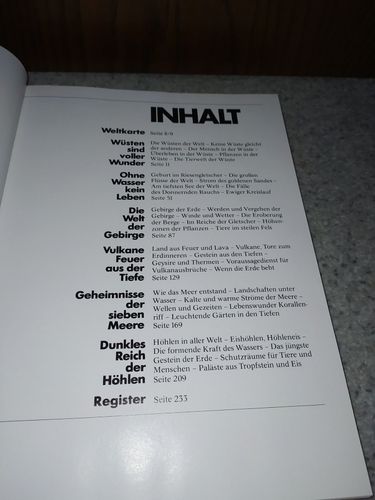 INHALT
Weltkarte Seite 8/9
Wüsten Die Wüsten der Welt – Keine Wüste gleicht
sind der anderen – Der Mensch in der Wüste –
voller Überleben in der Wüste – Pflanzen in der
Wunder Wüste – Die Tierwelt der Wüste
Seite 11
Ohne Geburt im Riesengletscher – Die großen
Wasser Flüsse der Welt – Strom des goldenen Sandes –
kein Am tiefsten See der Welt – Die Fälle
Leben des Donnernden Rauchs – Ewiger Kreislauf
Seite 51
Die Gebirge der Erde – Werden und Vergehen der
Welt Gebirge – Winde und Wetter – Die Eroberung
der der Berge – Im Reiche der Gletscher – Höhen-
Gebirge zonen der Pflanzen – Tiere im steilen Fels
Seite 87
Vulkane Land aus Feuer und Lava – Vulkane, Tore zum
Feuer Erdinneren – Gestein aus den Tiefen –
aus der Geysire und Thermen – Voraussagedienst für
Tiefe Vulkanausbrüche – Wenn die Erde bebt
Seite 129
Geheimnisse Wie das Meer entstand – Landschaften unter
der Wasser – Kalte und warme Ströme der Meere –
sieben Wellen und Gezeiten – Lebenswunder Korallen-
Meere riff – Leuchtende Gärten in den Tiefen
Seite 169
Dunkles Höhlen in aller Welt – Eishöhlen, Höhleneis –
Reich Die formende Kraft des Wassers – Das jüngste
der Gestein der Erde – Schutzräume für Tiere und
Höhlen Menschen – Paläste aus Tropfstein und Eis
Seite 209
Register Seite 233